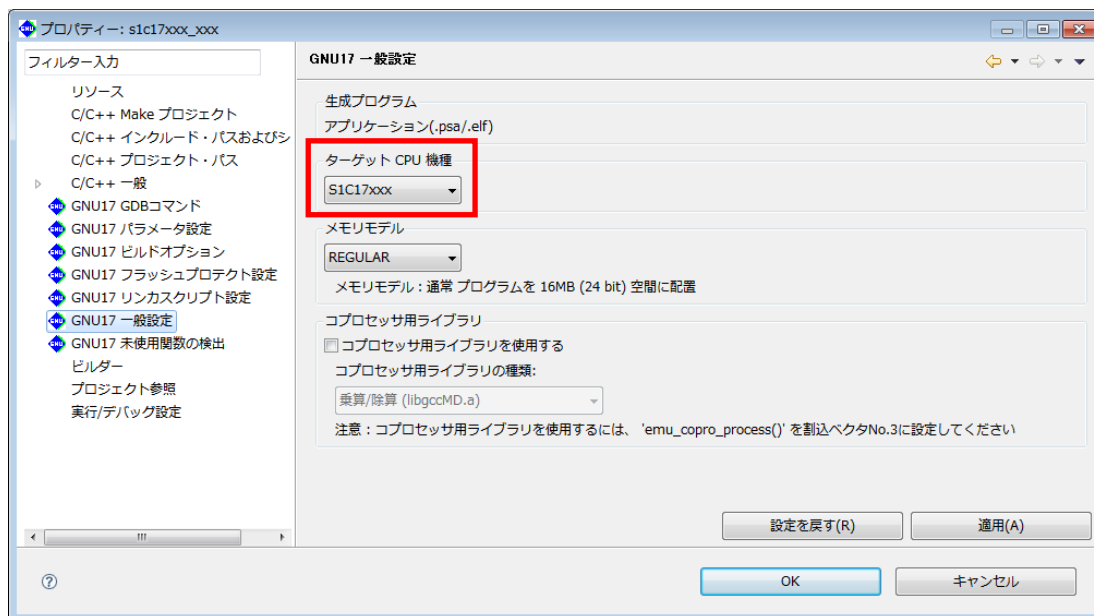 プロパティー: s1c17xxx_xxx
フィルター入力
リソース
C/C++ Make プロジェクト
C/C++ インクルード・パスおよびシ
C/C++ プロジェクト・パス
C/C++ 一般
GNU17 GDBコマンド
GNU17 パラメータ設定
GNU17 ビルドオプション
GNU17 フラッシュプロテクト設定
GNU17 リンカスクリプト設定
GNU17 一般設定
GNU17 未使用関数の検出
ビルダー
プロジェクト参照
実行/デバッグ設定
GNU17 一般設定
生成プログラム
アプリケーション(.psa/.elf)
ターゲット CPU 機種
S1C17xxx
メモリモデル
REGULAR
メモリモデル : 通常 プログラムを 16MB (24 bit) 空間に配置
コプロセッサ用ライブラリ
コプロセッサ用ライブラリを使用する
コプロセッサ用ライブラリの種類:
乗算/除算 (libgccMD.a)
注意 : コプロセッサ用ライブラリを使用するには、 'emu_copro_process()' を割込ベクタNo.3に設定してください
設定を戻す(R)
適用(A)
OK
キャンセル